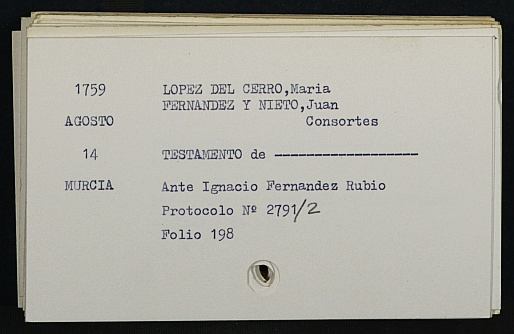 1759 LOPEZ DEL CERRO,Maria
FERNANDEZ Y NIETO,Juan
AGOSTO Consortes
14 TESTAMENTO de ------------------
MURCIA Ante Ignacio Fernandez Rubio
Protocolo Nº 2791/2
Folio 198